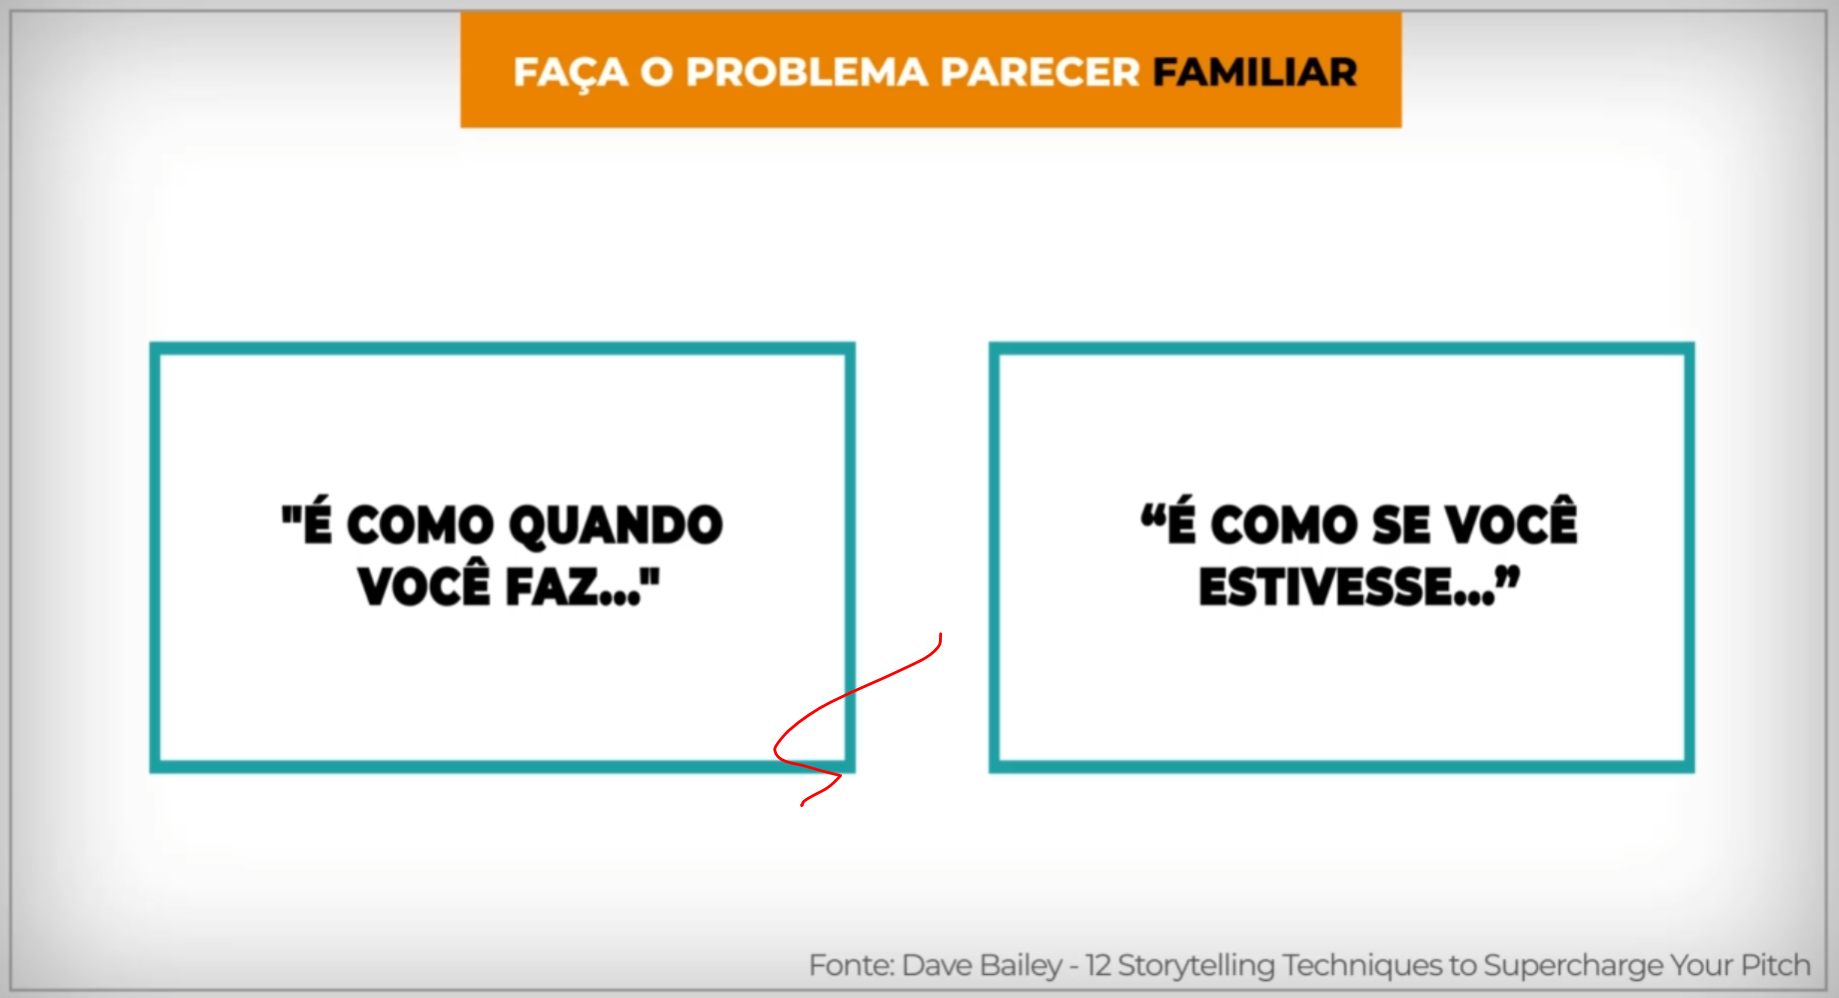 FAÇA O PROBLEMA PARECER FAMILIAR
"É COMO QUANDO
VOCÊ FAZ..."
“É COMO SE VOCÊ
ESTIVESSE...”
Fonte: Dave Bailey - 12 Storytelling Techniques to Supercharge Your Pitch